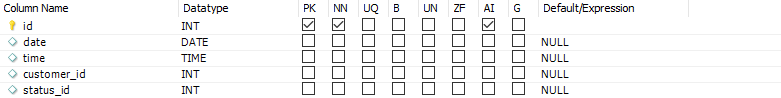 Column Name Datatype PK NN UQ B UN ZF AI G Default/Expression
id INT
date DATE NULL
time TIME NULL
customer_id INT NULL
status_id INT NULL